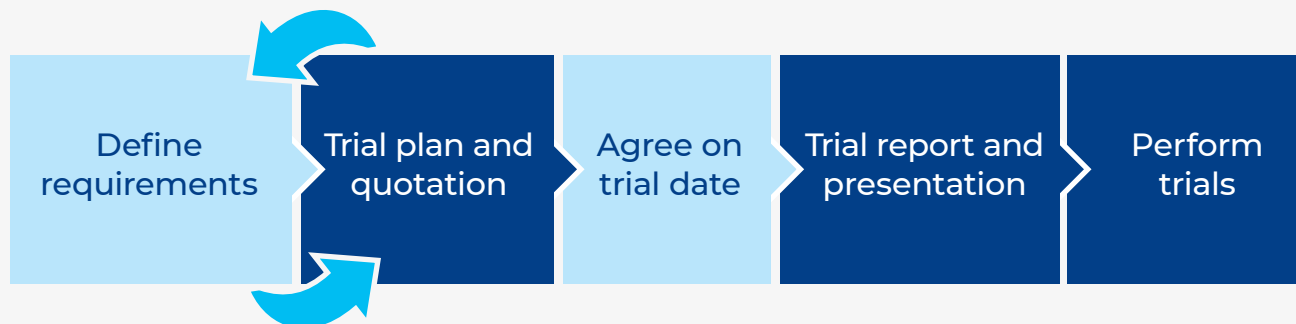 Define
requirements
Trial plan and
quotation
Agree on
trial date
Trial report and
presentation
Perform
trials